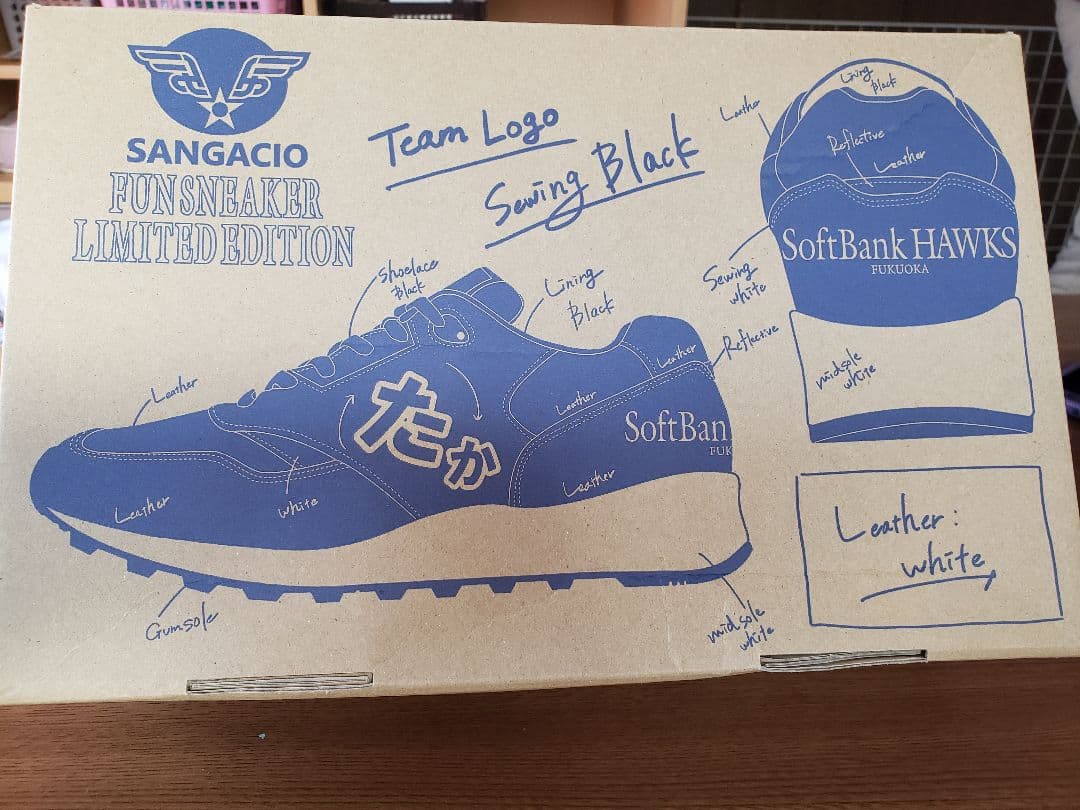 SANGACIO
FUN SNEAKER
LIMITED EDITION
Team Logo
Sewing Black
Shoelace
Black
Lining
Black
Leather
Leather
white
たか
Leather
Leather
Leather
Reflective
SoftBan
FUK
Gumsole
midsole
white
Lining
Black
Leather
Reflective
Leather
SoftBank HAWKS
FUKUOKA
Sewing
white
midsole
white
Leather:
white